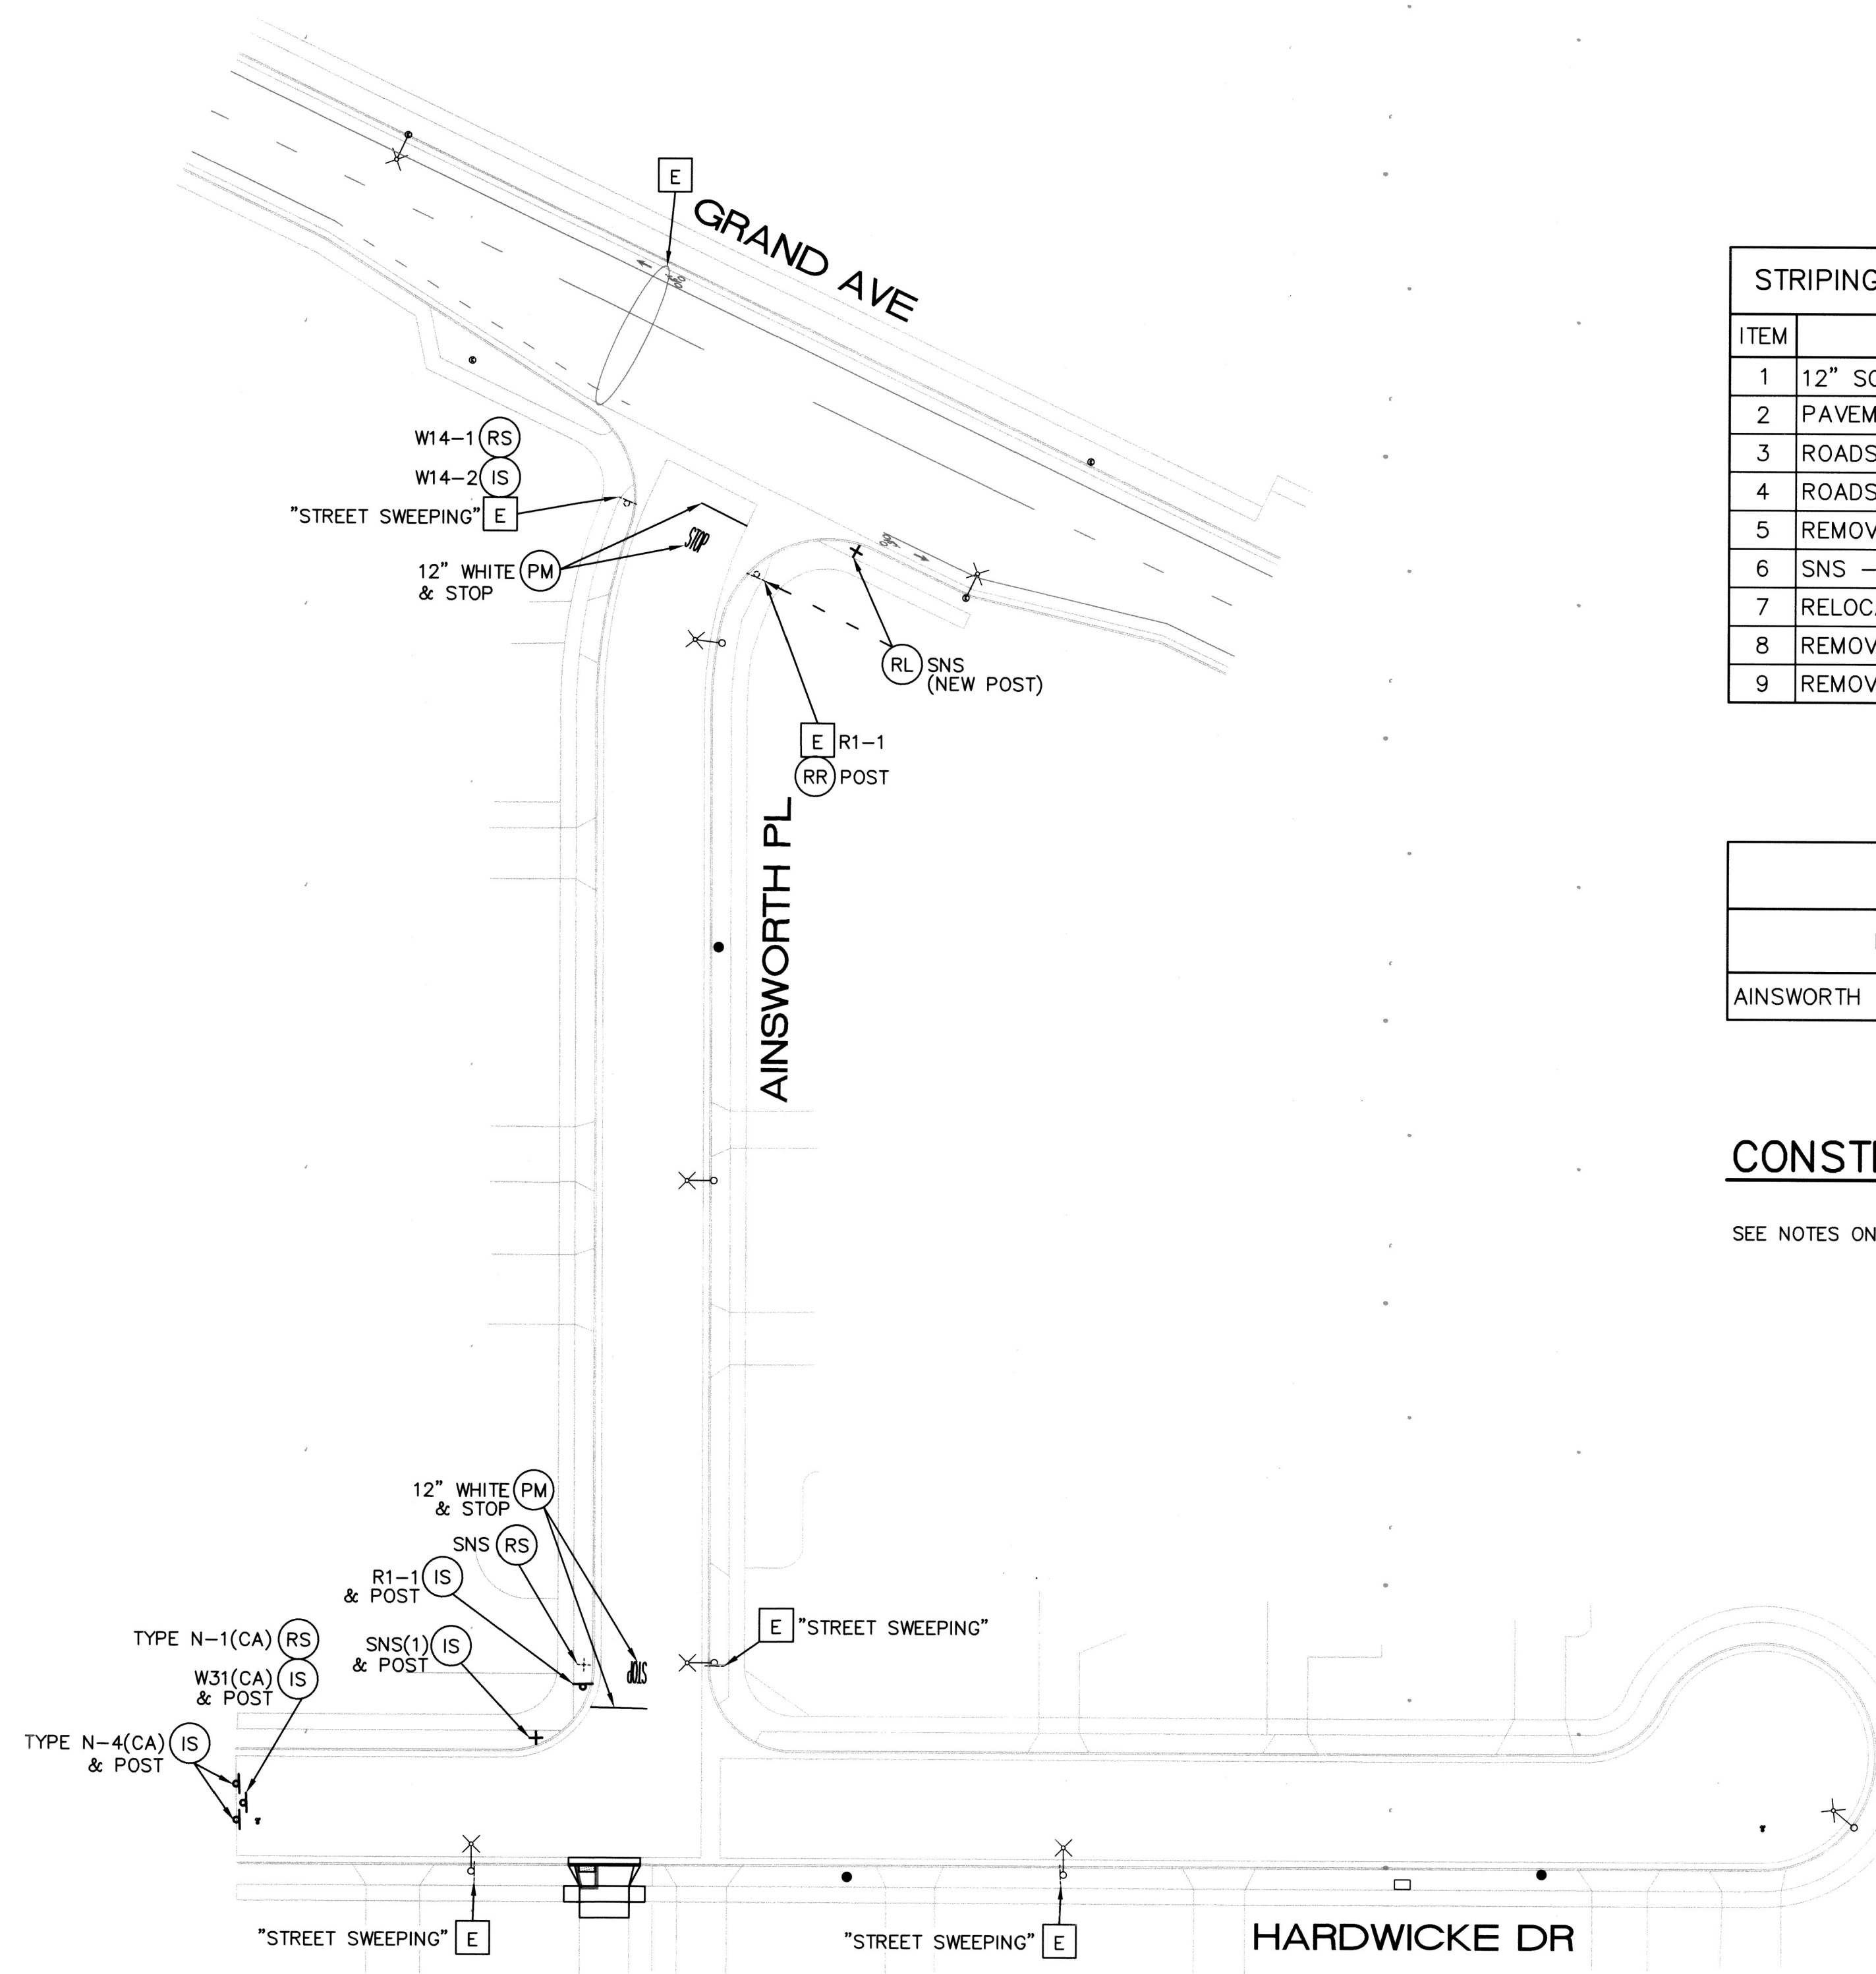 E
GRAND AVE
W14-1 RS
W14-2 IS
"STREET SWEEPING" E
12" WHITE PM
& STOP
STOP
RL SNS
(NEW POST)
E R1-1
RR POST
AINSWORTH PL
12" WHITE PM
& STOP
SNS RS
R1-1 IS
& POST
TYPE N-1(CA) RS
SNS(1) IS
& POST
W31(CA) IS
& POST
TYPE N-4(CA) IS
& POST
E "STREET SWEEPING"
STOP
"STREET SWEEPING" E
"STREET SWEEPING" E
HARDWICKE DR
STRIPING
ITEM
1 12" SO
2 PAVEM
3 ROADS
4 ROADS
5 REMOV
6 SNS -
7 RELOCA
8 REMOV
9 REMOV
AINSWORTH
CONSTR
SEE NOTES ON